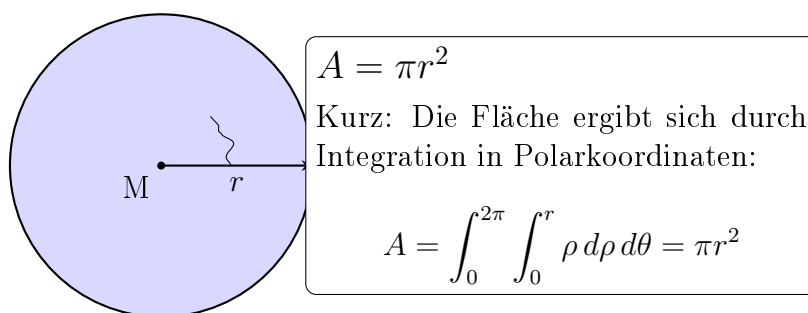 M
r
A = πr²
Kurz: Die Fläche ergibt sich durch
Integration in Polarkoordinaten:
A = ∫₀^{2π} ∫₀^{r} ρ dρ dθ = πr²